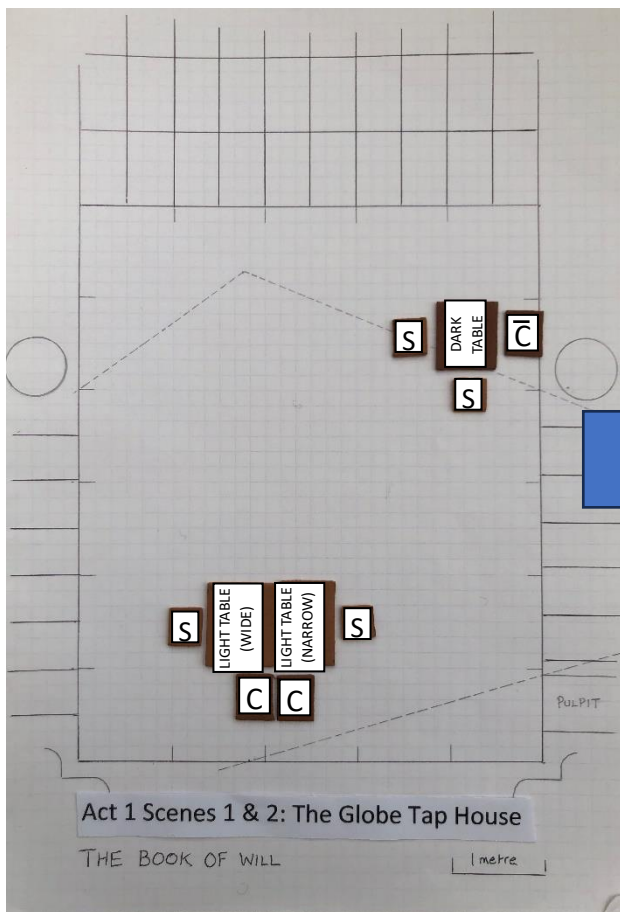 S
DARK
TABLE
C̅
S
S
LIGHT TABLE
(WIDE)
LIGHT TABLE
(NARROW)
S
C
C
PULPIT
Act 1 Scenes 1 & 2: The Globe Tap House
THE BOOK OF WILL
1 metre